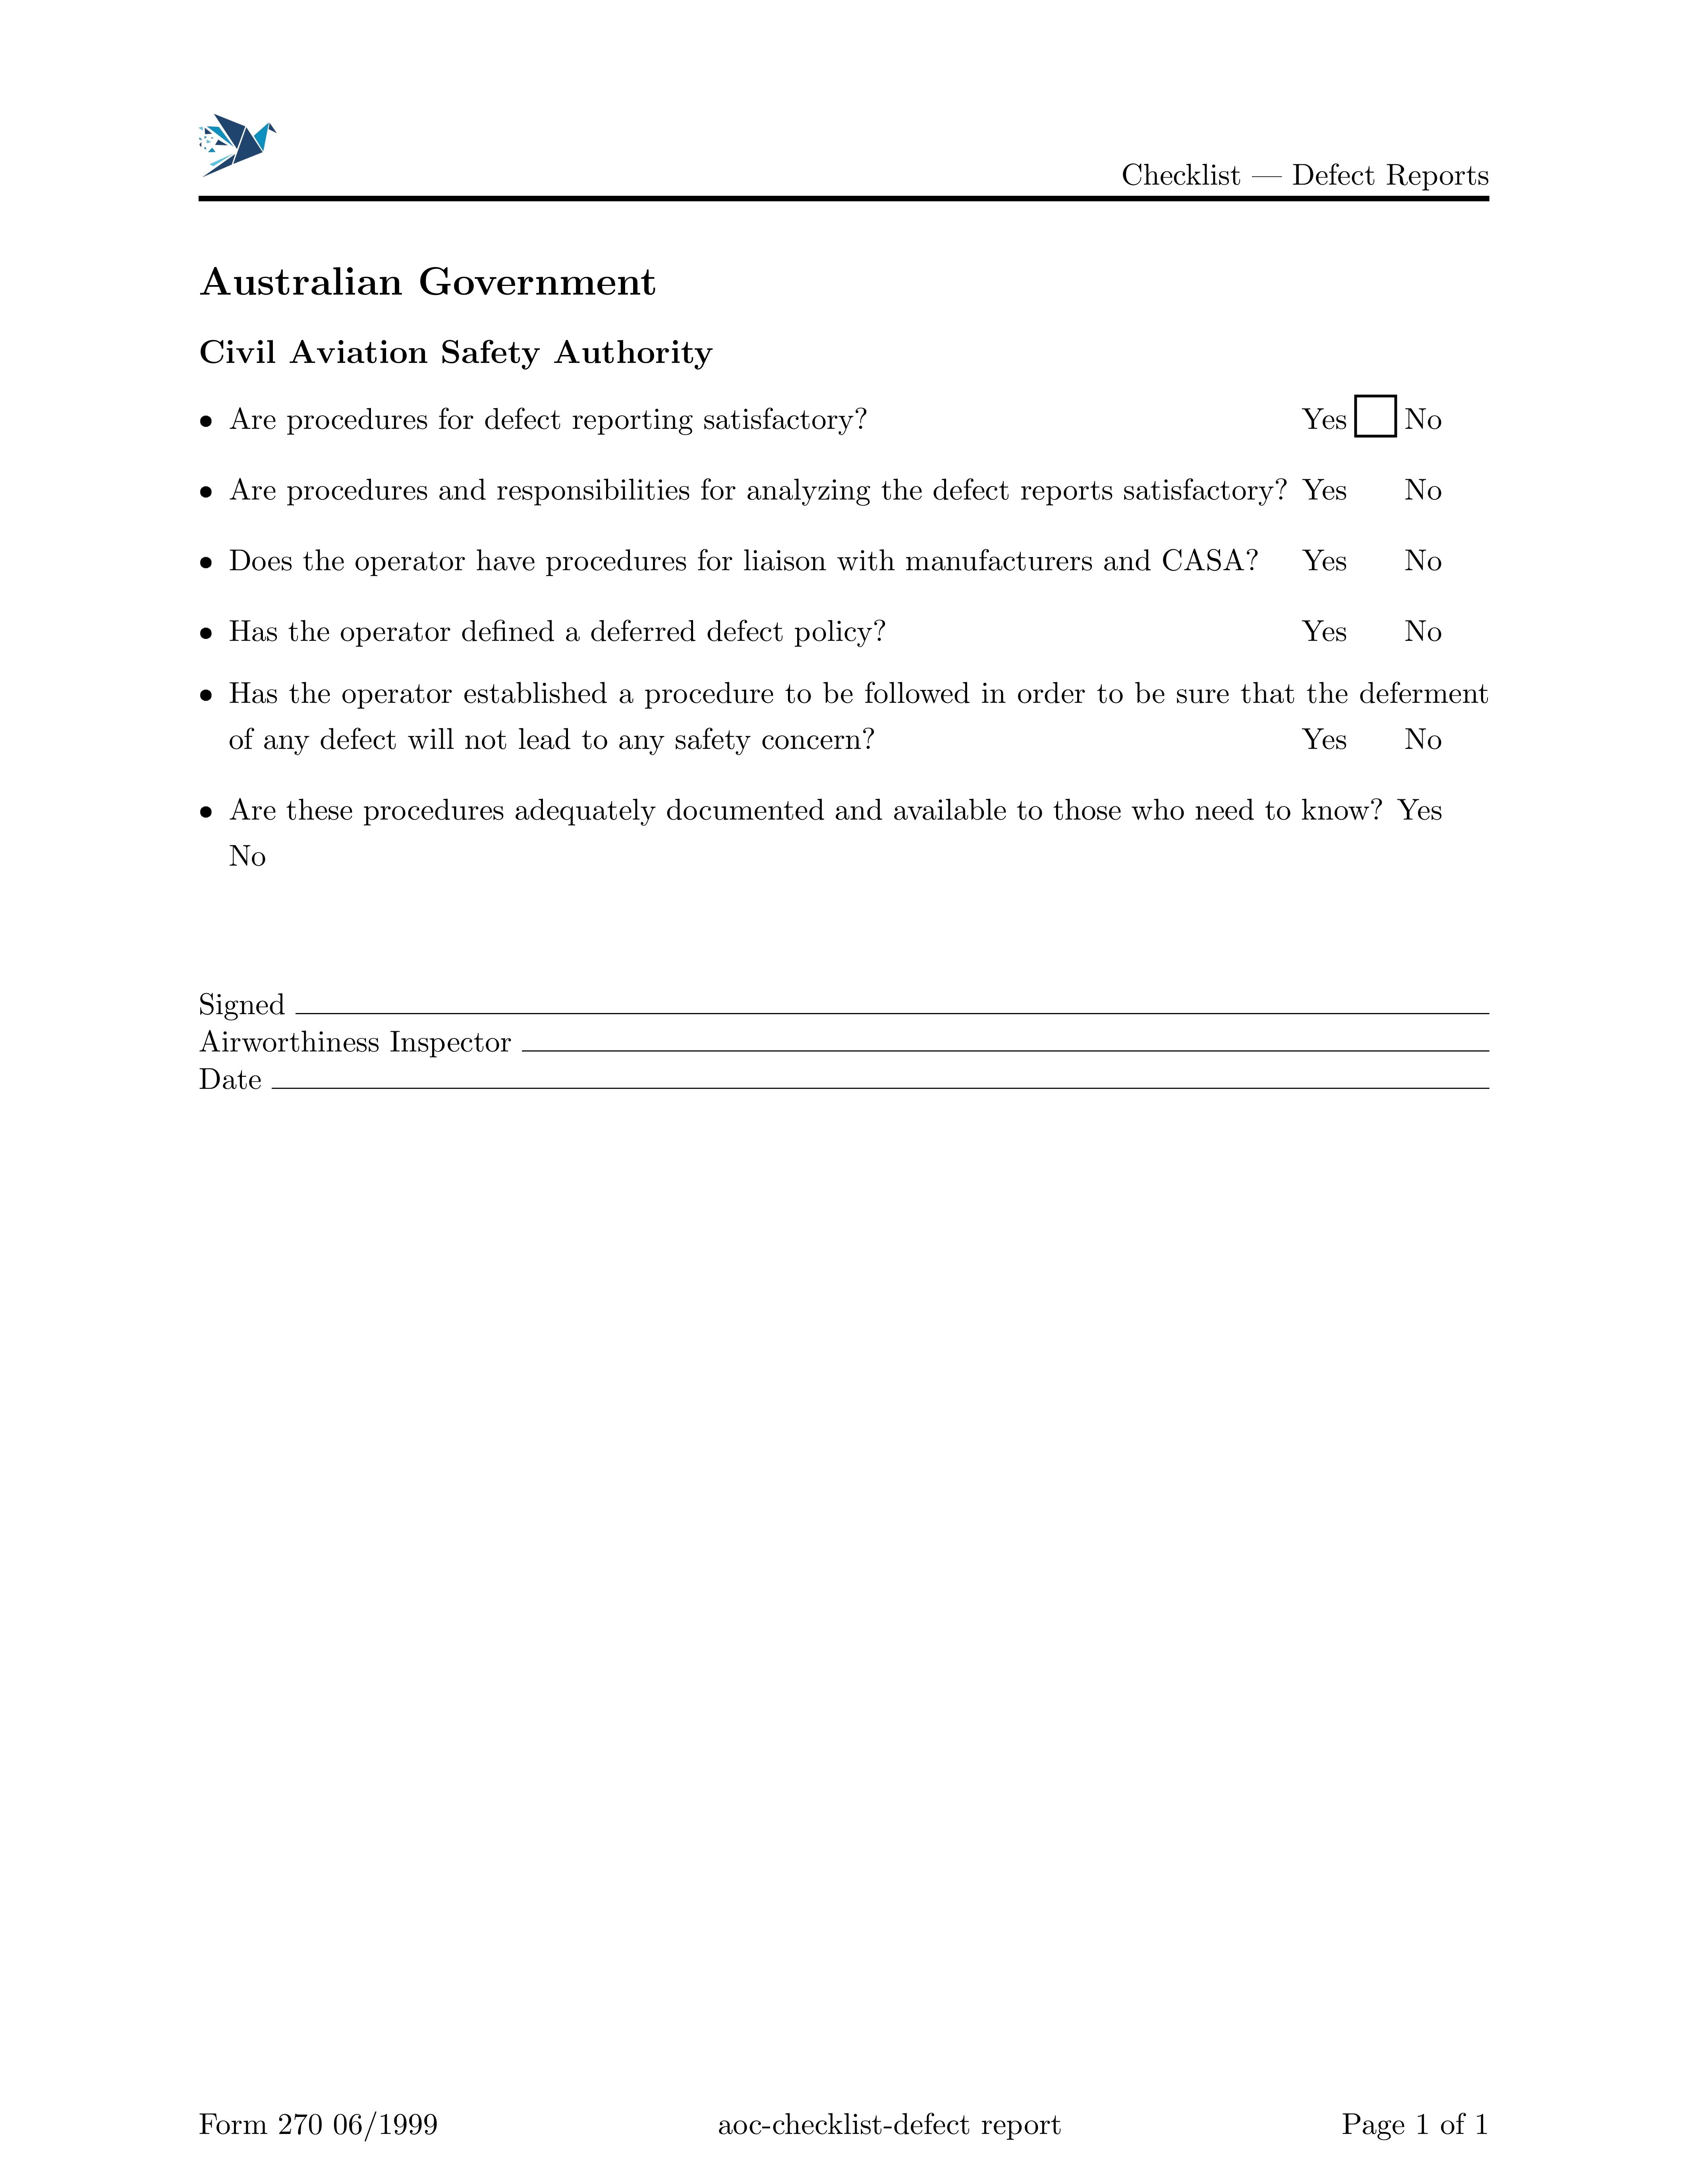 Checklist — Defect Reports
Australian Government
Civil Aviation Safety Authority
• Are procedures for defect reporting satisfactory? Yes No
• Are procedures and responsibilities for analyzing the defect reports satisfactory? Yes No
• Does the operator have procedures for liaison with manufacturers and CASA? Yes No
• Has the operator defined a deferred defect policy? Yes No
• Has the operator established a procedure to be followed in order to be sure that the deferment
of any defect will not lead to any safety concern? Yes No
• Are these procedures adequately documented and available to those who need to know? Yes
No
Signed
Airworthiness Inspector
Date
Form 270 06/1999 aoc-checklist-defect report Page 1 of 1